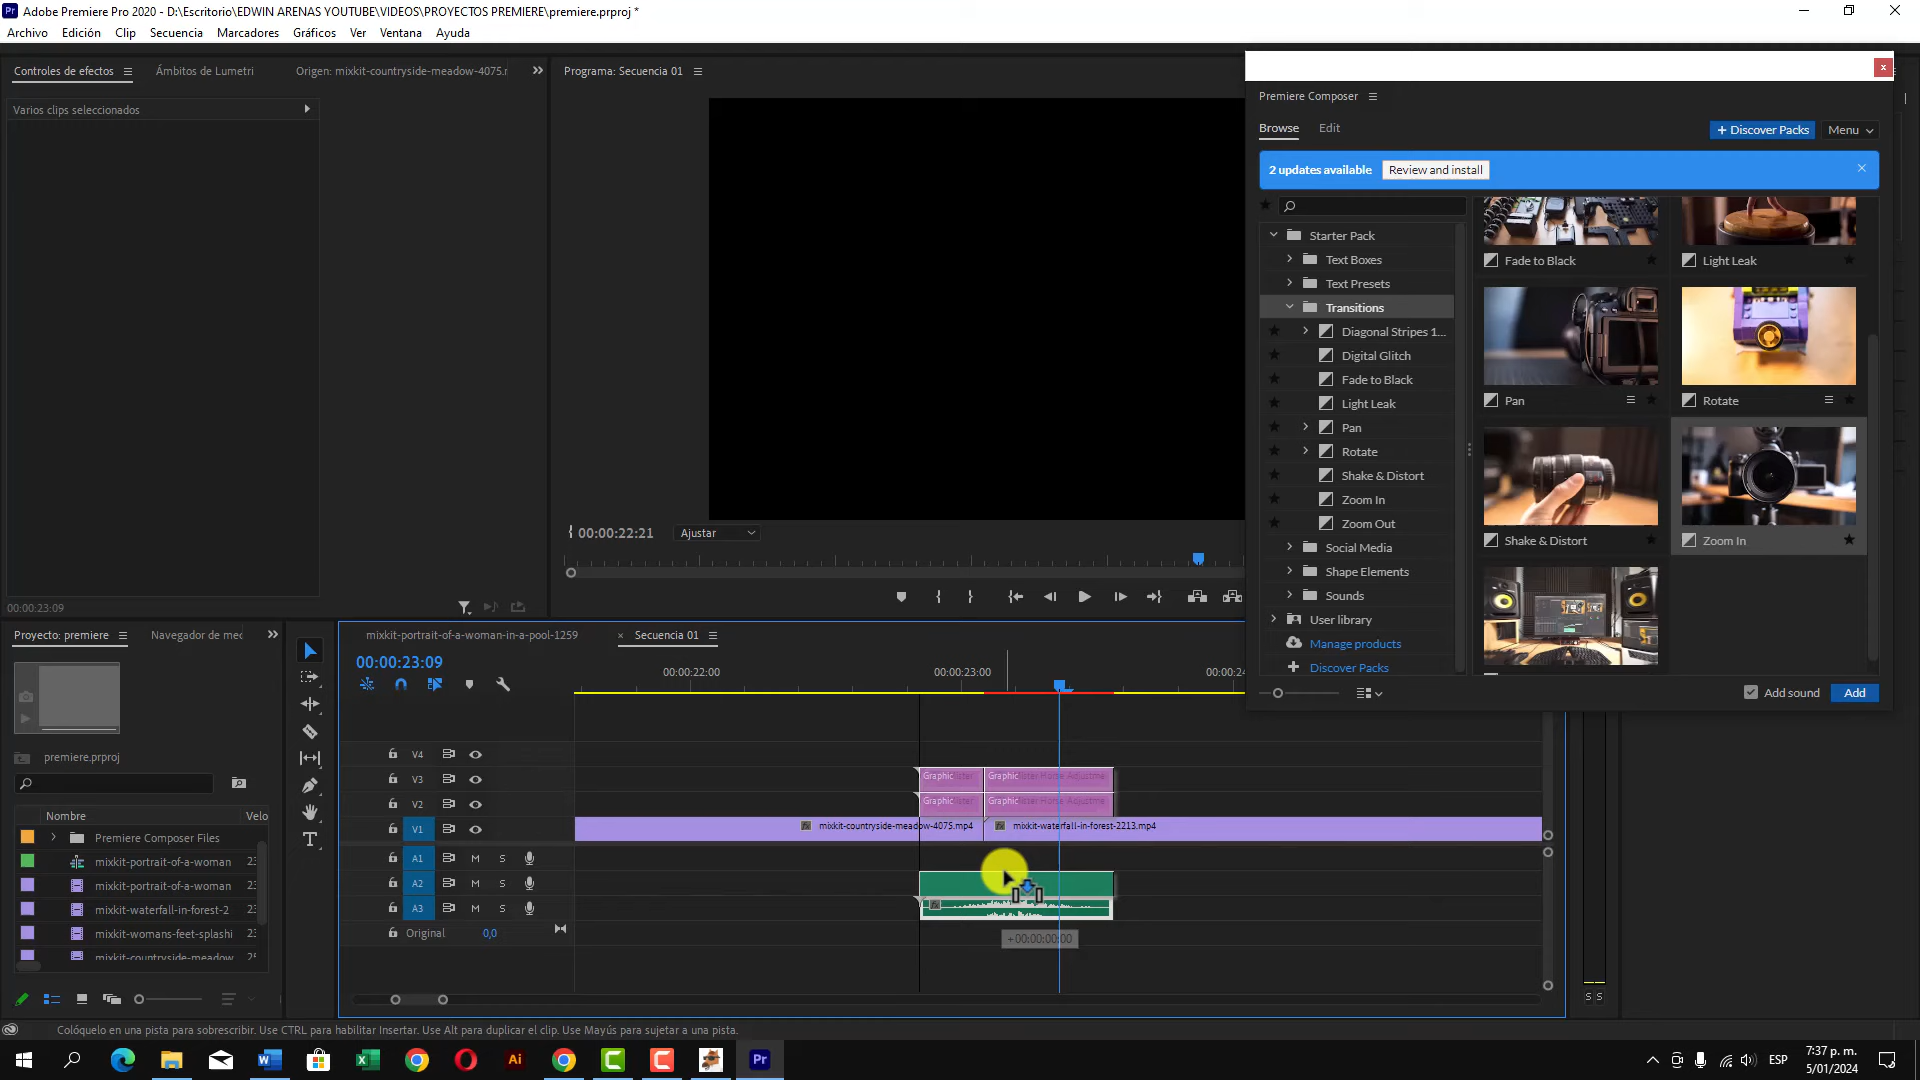 Adobe Premiere Pro 2020 - D:\Escritorio\EDWIN ARENAS YOUTUBE\VIDEOS\PROYECTOS PREMIERE\premiere.prproj *
Archivo Edición Clip Secuencia Marcadores Gráficos Ver Ventana Ayuda
Controles de efectos Ámbitos de Lumetri Origen: mixkit-countryside-meadow-4075.r
Programa: Secuencia 01
Varios clips seleccionados
Premiere Composer
Browse Edit
+ Discover Packs Menu
2 updates available Review and install
Starter Pack
Text Boxes
Text Presets
Transitions
Diagonal Stripes 1...
Digital Glitch
Fade to Black
Light Leak
Pan
Rotate
Shake & Distort
Zoom In
Zoom Out
Social Media
Shape Elements
Sounds
User library
Manage products
Discover Packs
Fade to Black Light Leak
Pan Rotate
Shake & Distort Zoom In
Add sound Add
00:00:22:21 Ajustar
00:00:23:09
Proyecto: premiere Navegador de med
premiere.prproj
Nombre Velo
Premiere Composer Files
mixkit-portrait-of-a-woman 23
mixkit-portrait-of-a-woman 23
mixkit-waterfall-in-forest-2 23
mixkit-womans-feet-splashi 23
mixkit-countryside-meadow 25
mixkit-portrait-of-a-woman-in-a-pool-1259 × Secuencia 01
00:00:23:09
00:00:22:00 00:00:23:00 00:00:24
V4
V3 Graphic Graphic
V2 Graphic Graphic
V1 mixkit-countryside-meadow-4075.mp4 mixkit-waterfall-in-forest-2213.mp4
A1 M S
A2 M S
A3 M S
Original 0,0
+00:00:00:00
S S
Colóquelo en una pista para sobrescribir. Use CTRL para habilitar Insertar. Use Alt para duplicar el clip. Use Mayús para sujetar a una pista.
ESP
7:37 p. m.
5/01/2024